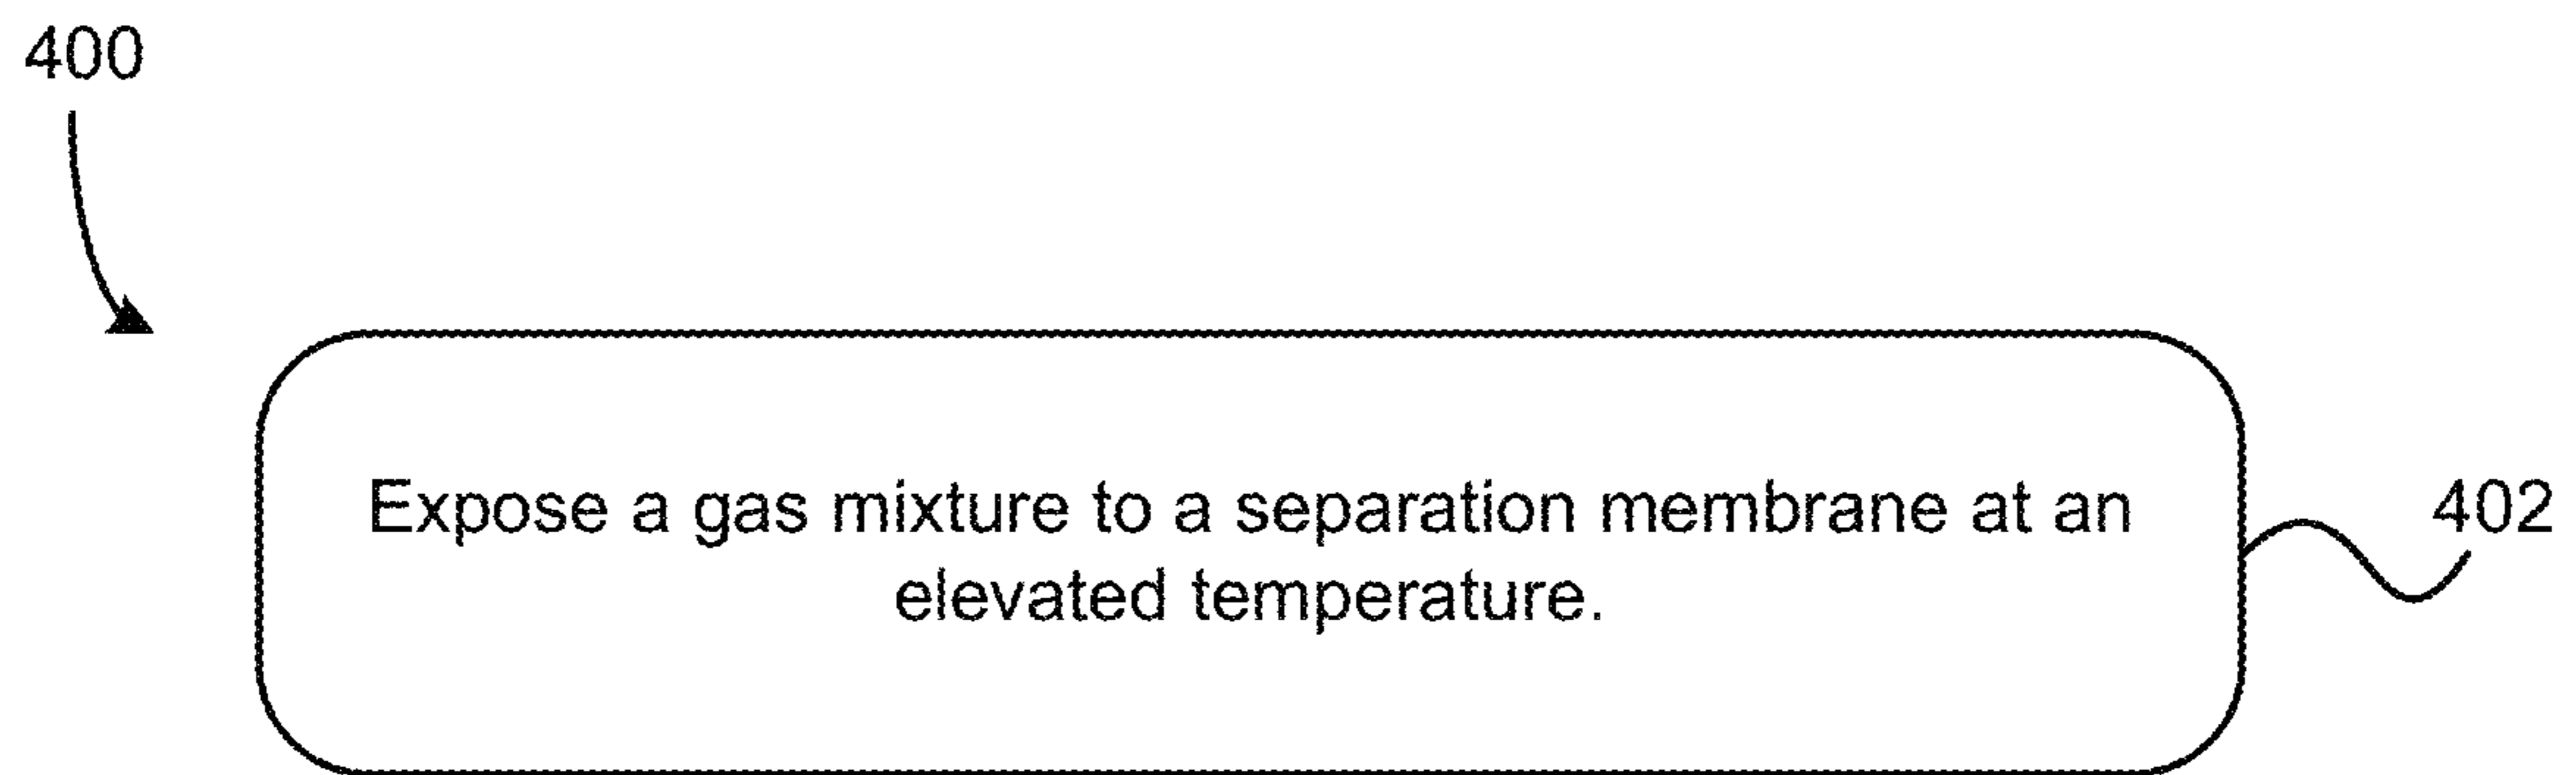 400
Expose a gas mixture to a separation membrane at an
402
elevated temperature.